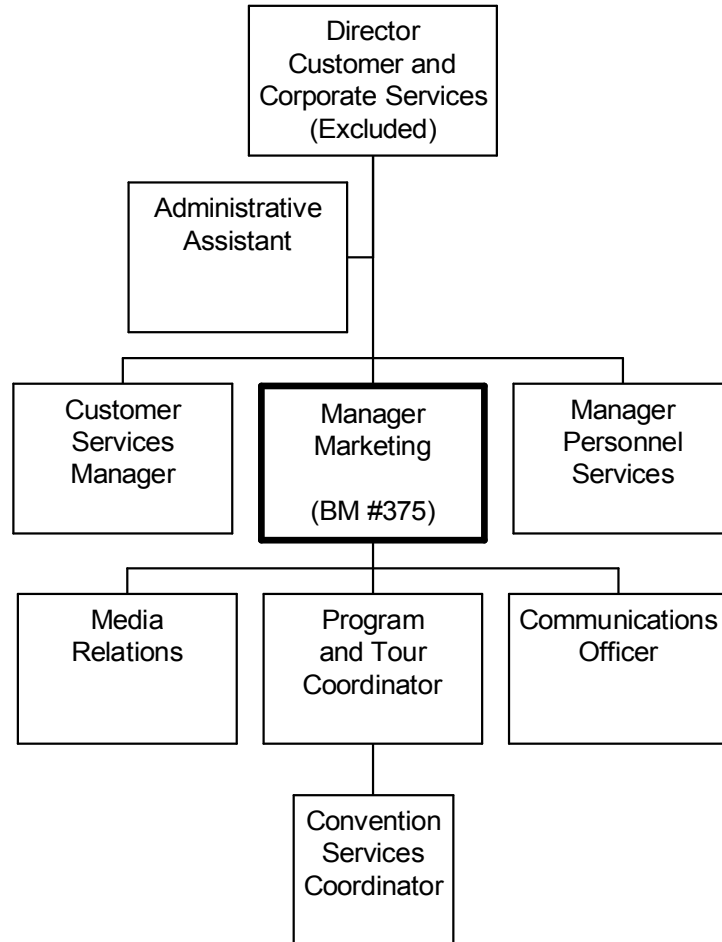 Director
Customer and
Corporate Services
(Excluded)
Administrative
Assistant
Customer
Services
Manager
Manager
Marketing
(BM #375)
Manager
Personnel
Services
Media
Relations
Program
and Tour
Coordinator
Communications
Officer
Convention
Services
Coordinator